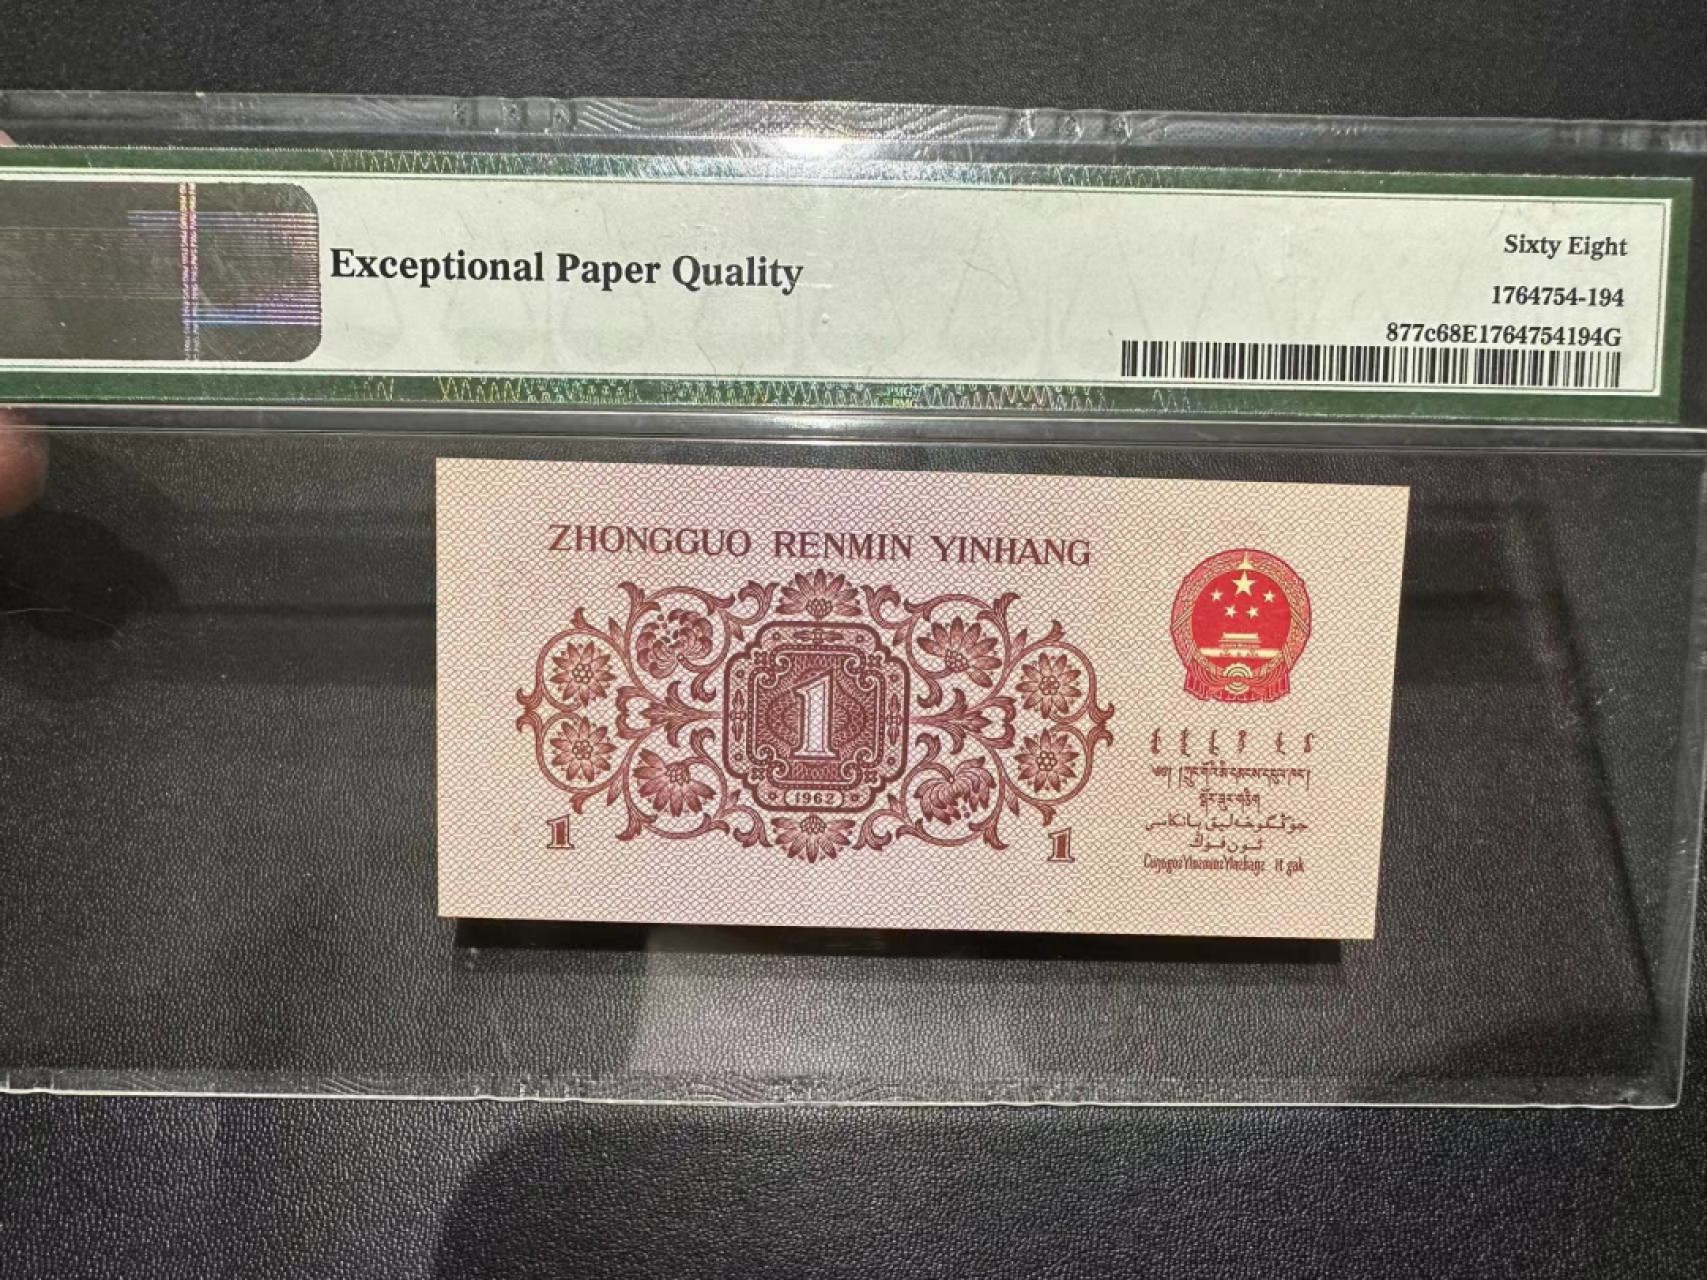 Exceptional Paper Quality
Sixty Eight
1764754-194
877c68E1764754194G
ZHONGGUO RENMIN YINHANG
1
1962
1
1